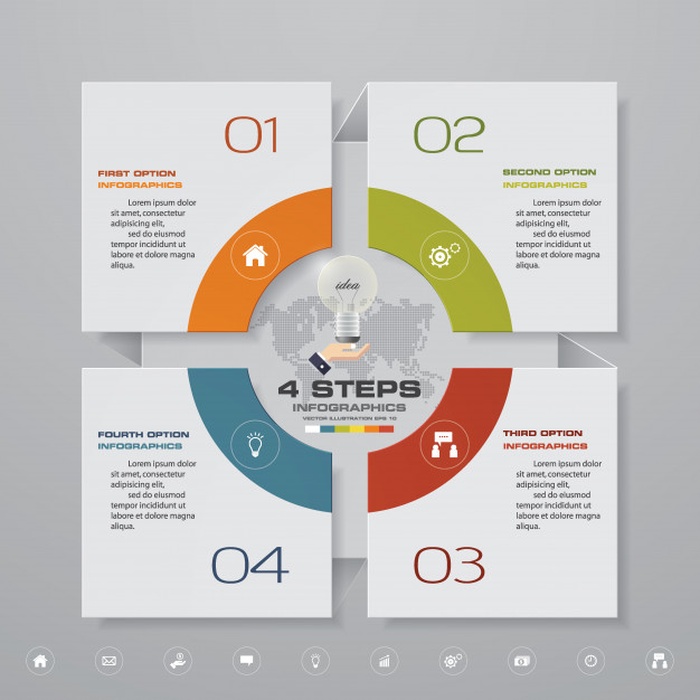 01
FIRST OPTION
INFOGRAPHICS
Lorem ipsum dolor
sit amet, consectetur
adipisicing elit,
sed do eiusmod
tempor incididunt ut
labore et dolore magna
aliqua.
02
SECOND OPTION
INFOGRAPHICS
Lorem ipsum dolor
sit amet, consectetur
adipisicing elit,
sed do eiusmod
tempor incididunt ut
labore et dolore magna
aliqua.
idea
4 STEPS
INFOGRAPHICS
VECTOR ILLUSTRATION EPS 10
THIRD OPTION
INFOGRAPHICS
Lorem ipsum dolor
sit amet, consectetur
adipisicing elit,
sed do eiusmod
tempor incididunt ut
labore et dolore magna
aliqua.
03
FOURTH OPTION
INFOGRAPHICS
Lorem ipsum dolor
sit amet, consectetur
adipisicing elit,
sed do eiusmod
tempor incididunt ut
labore et dolore magna
aliqua.
04